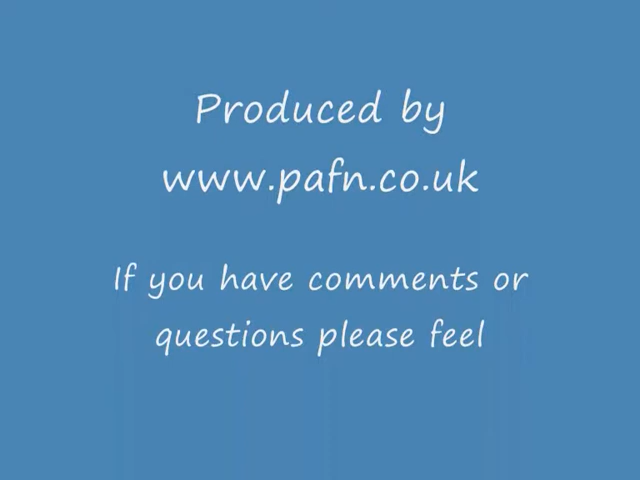 Produced by
www.pafn.co.uk
If you have comments or
questions please feel